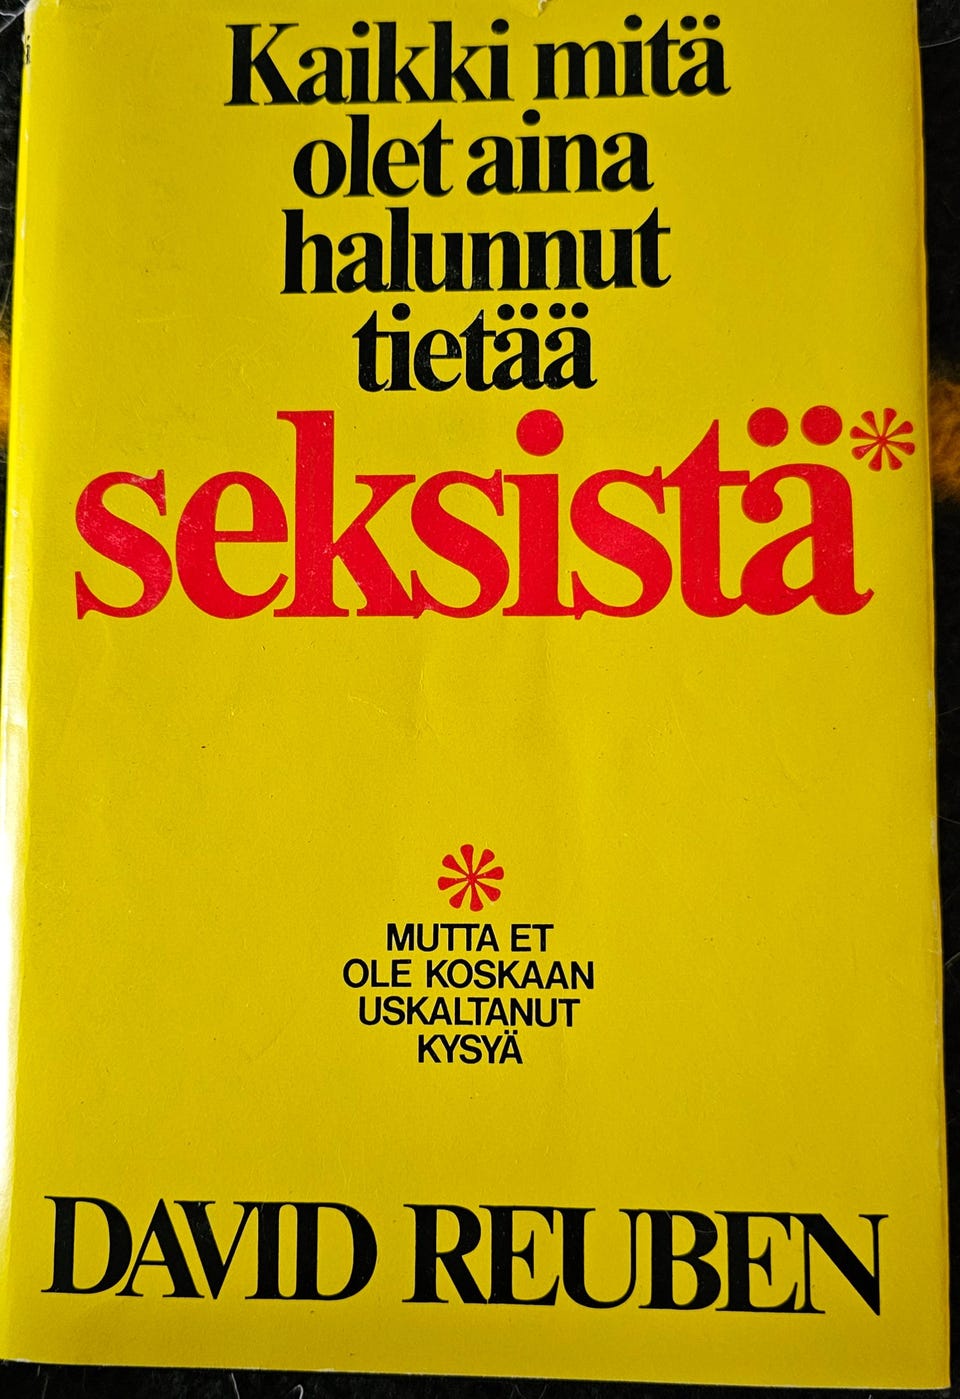 Kaikki mitä
olet aina
halunnut
tietää
seksistä*
*
MUTTA ET
OLE KOSKAAN
USKALTANUT
KYSYÄ
DAVID REUBEN